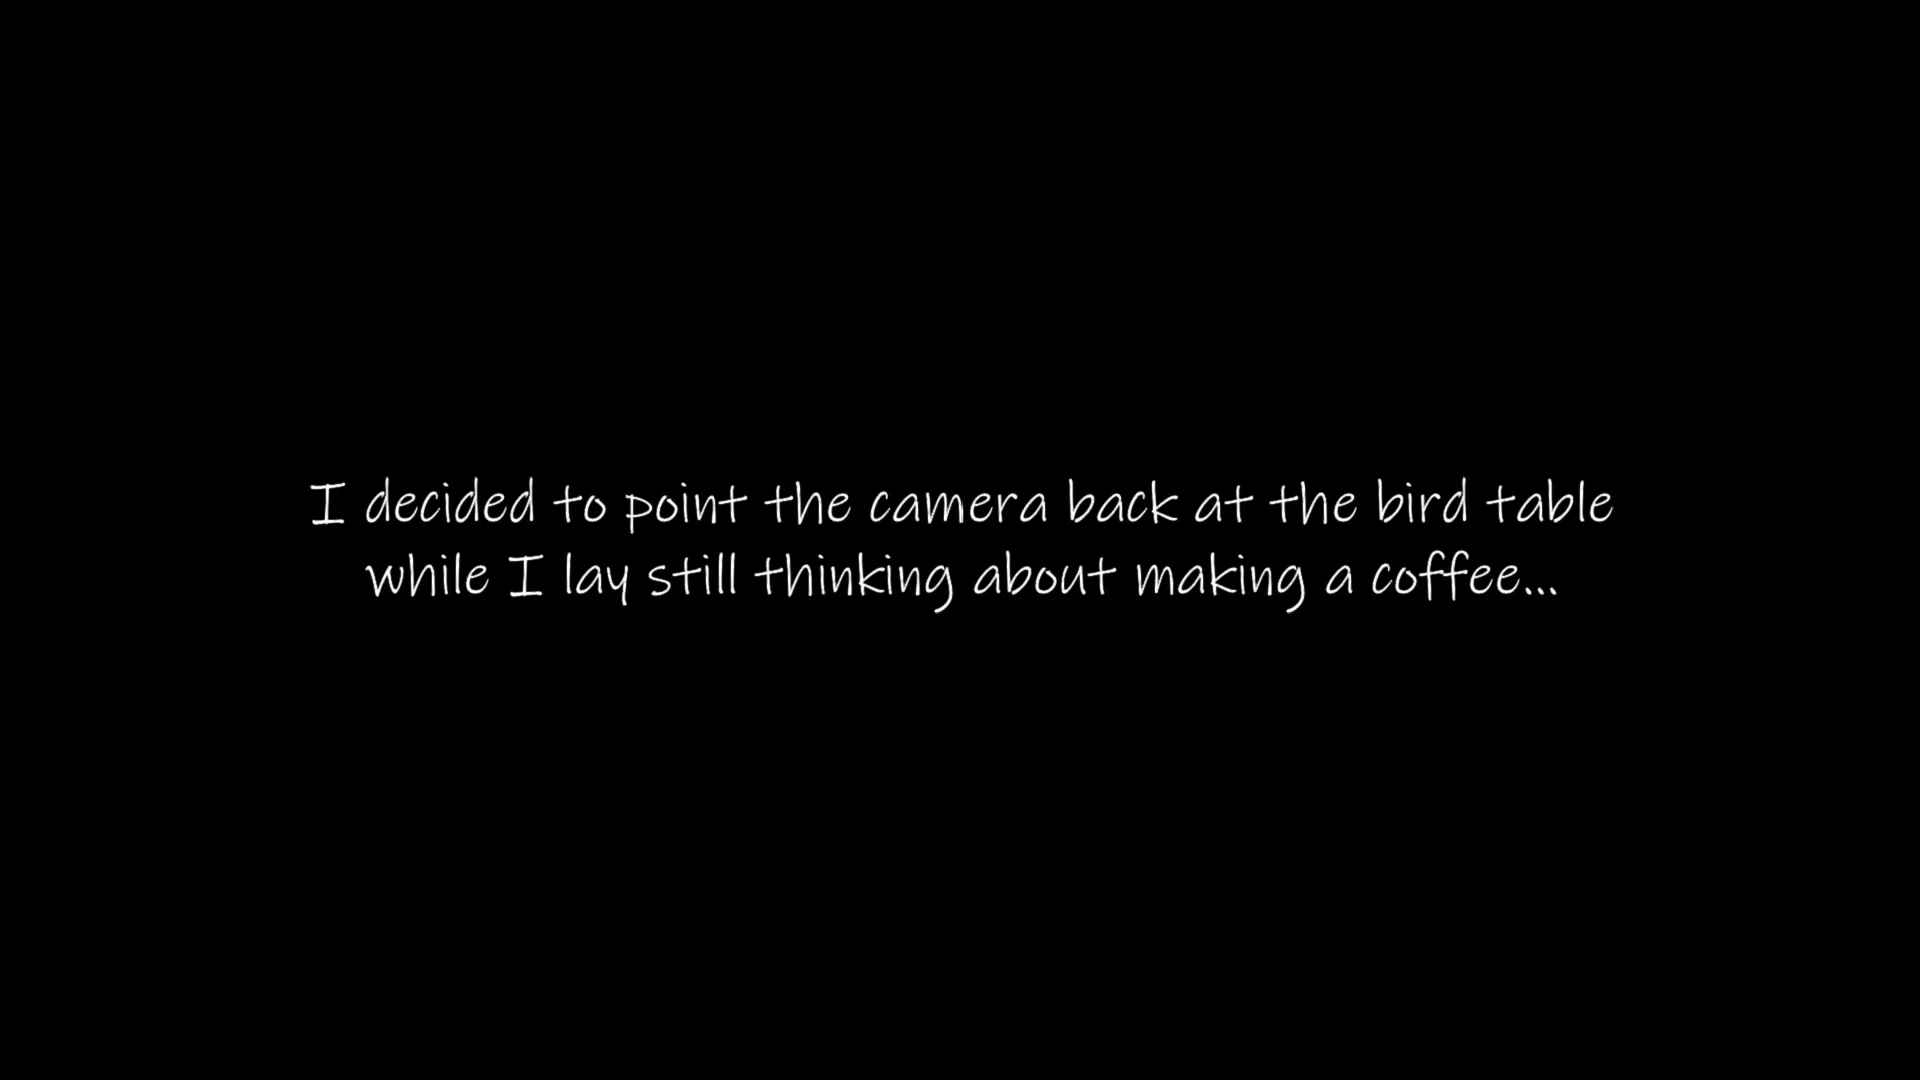 I decided to point the camera back at the bird table
while I lay still thinking about making a coffee...